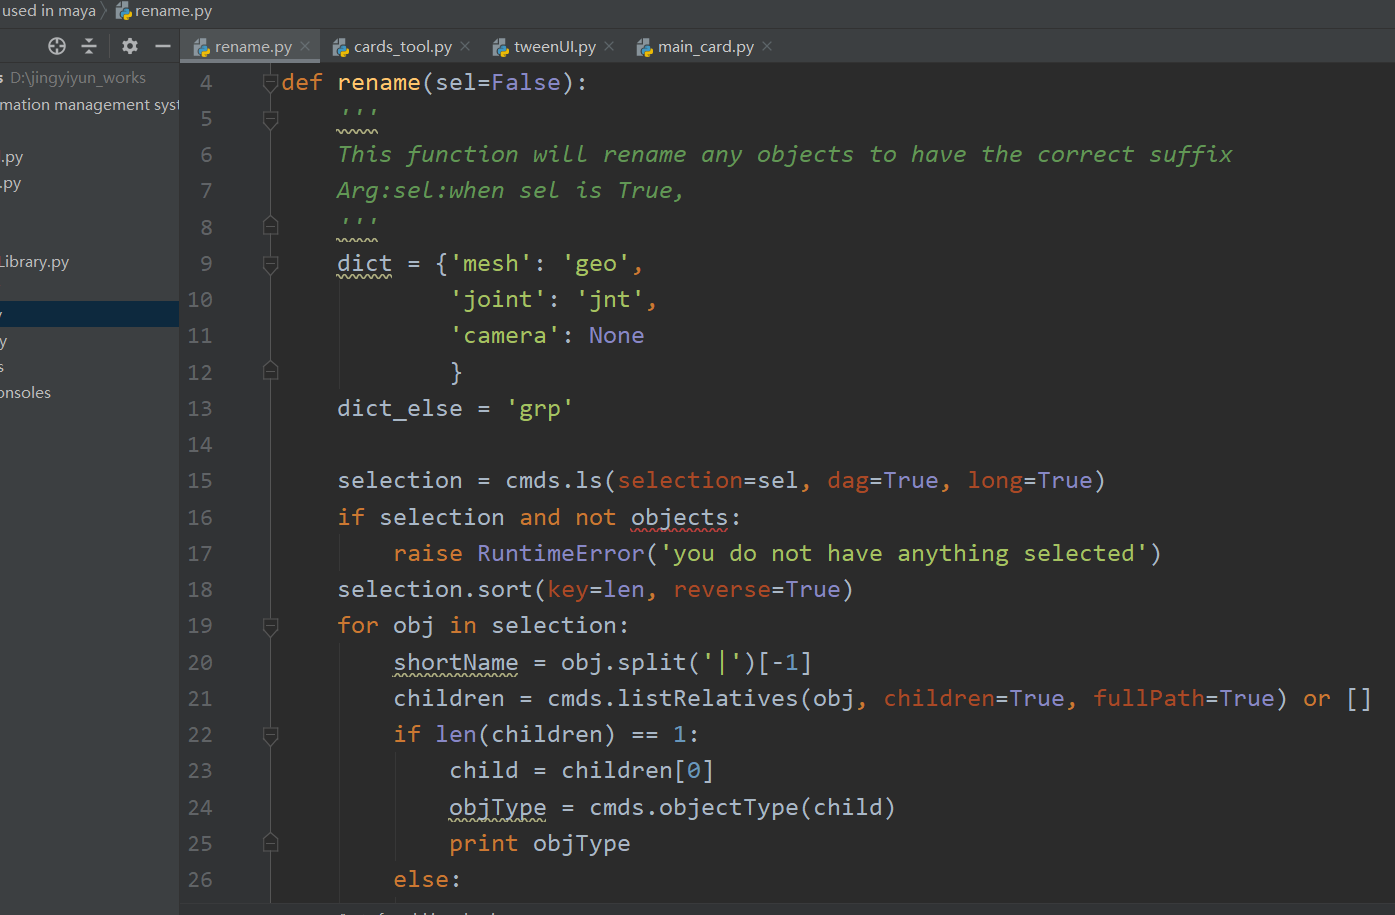 used in maya rename.py
rename.py cards_tool.py tweenUI.py main_card.py
s D:\jingyiyun_works
mation management syst
.py
.py
Library.py
y
y
s
onsoles
4 def rename(sel=False):
5 '''
6 This function will rename any objects to have the correct suffix
7 Arg:sel:when sel is True,
8 '''
9 dict = {'mesh': 'geo',
10 'joint': 'jnt',
11 'camera': None
12 }
13 dict_else = 'grp'
14
15 selection = cmds.ls(selection=sel, dag=True, long=True)
16 if selection and not objects:
17 raise RuntimeError('you do not have anything selected')
18 selection.sort(key=len, reverse=True)
19 for obj in selection:
20 shortName = obj.split('|')[-1]
21 children = cmds.listRelatives(obj, children=True, fullPath=True) or []
22 if len(children) == 1:
23 child = children[0]
24 objType = cmds.objectType(child)
25 print objType
26 else: